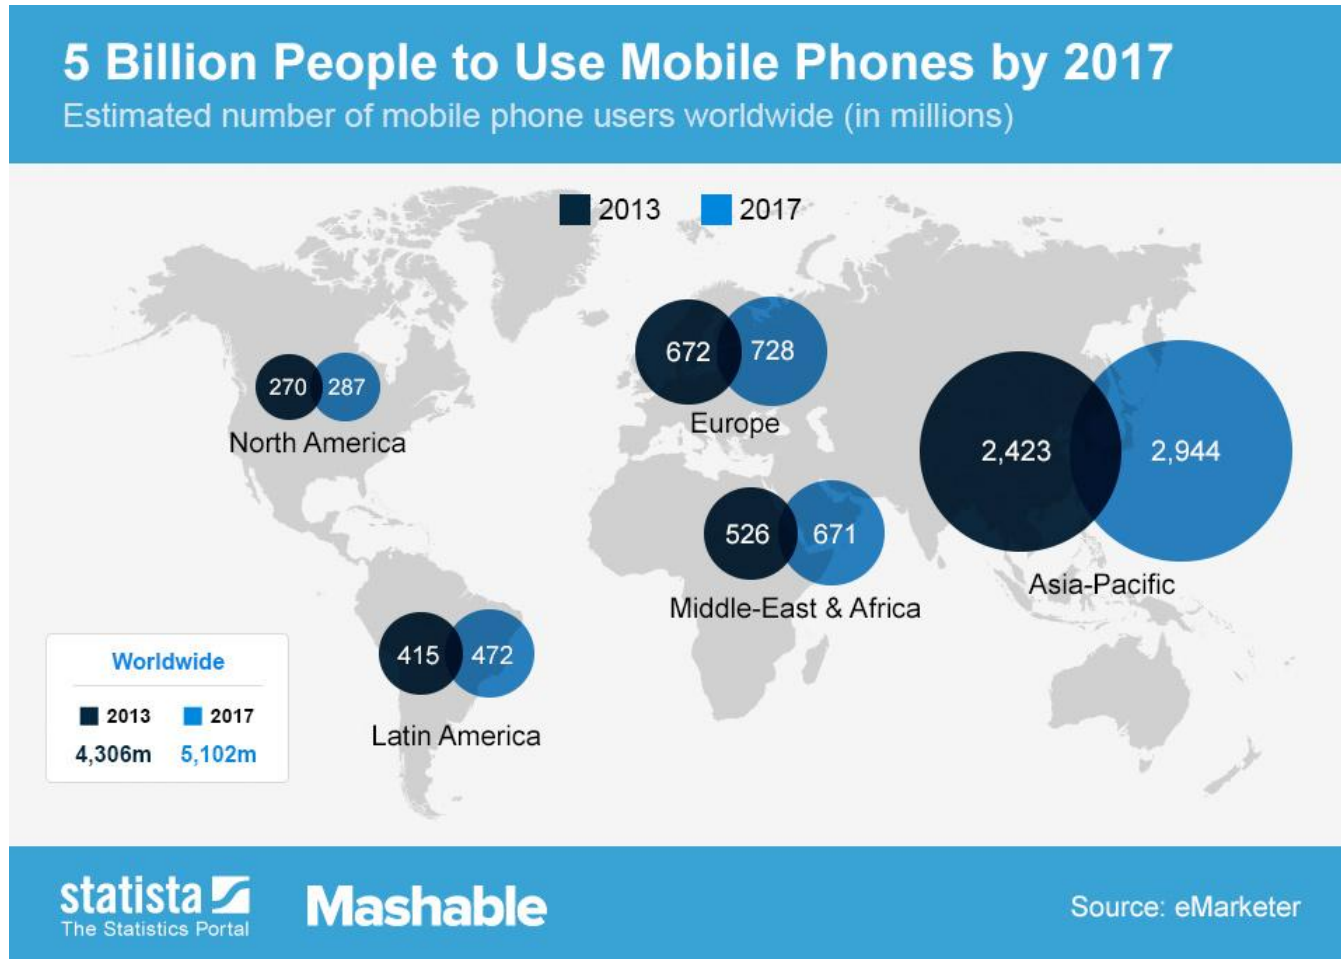 5 Billion People to Use Mobile Phones by 2017
Estimated number of mobile phone users worldwide (in millions)
2013 2017
672 728
Europe
270 287
North America
2,423 2,944
Asia-Pacific
526 671
Middle-East & Africa
415 472
Latin America
Worldwide
2013 2017
4,306m 5,102m
statista
The Statistics Portal
Mashable
Source: eMarketer